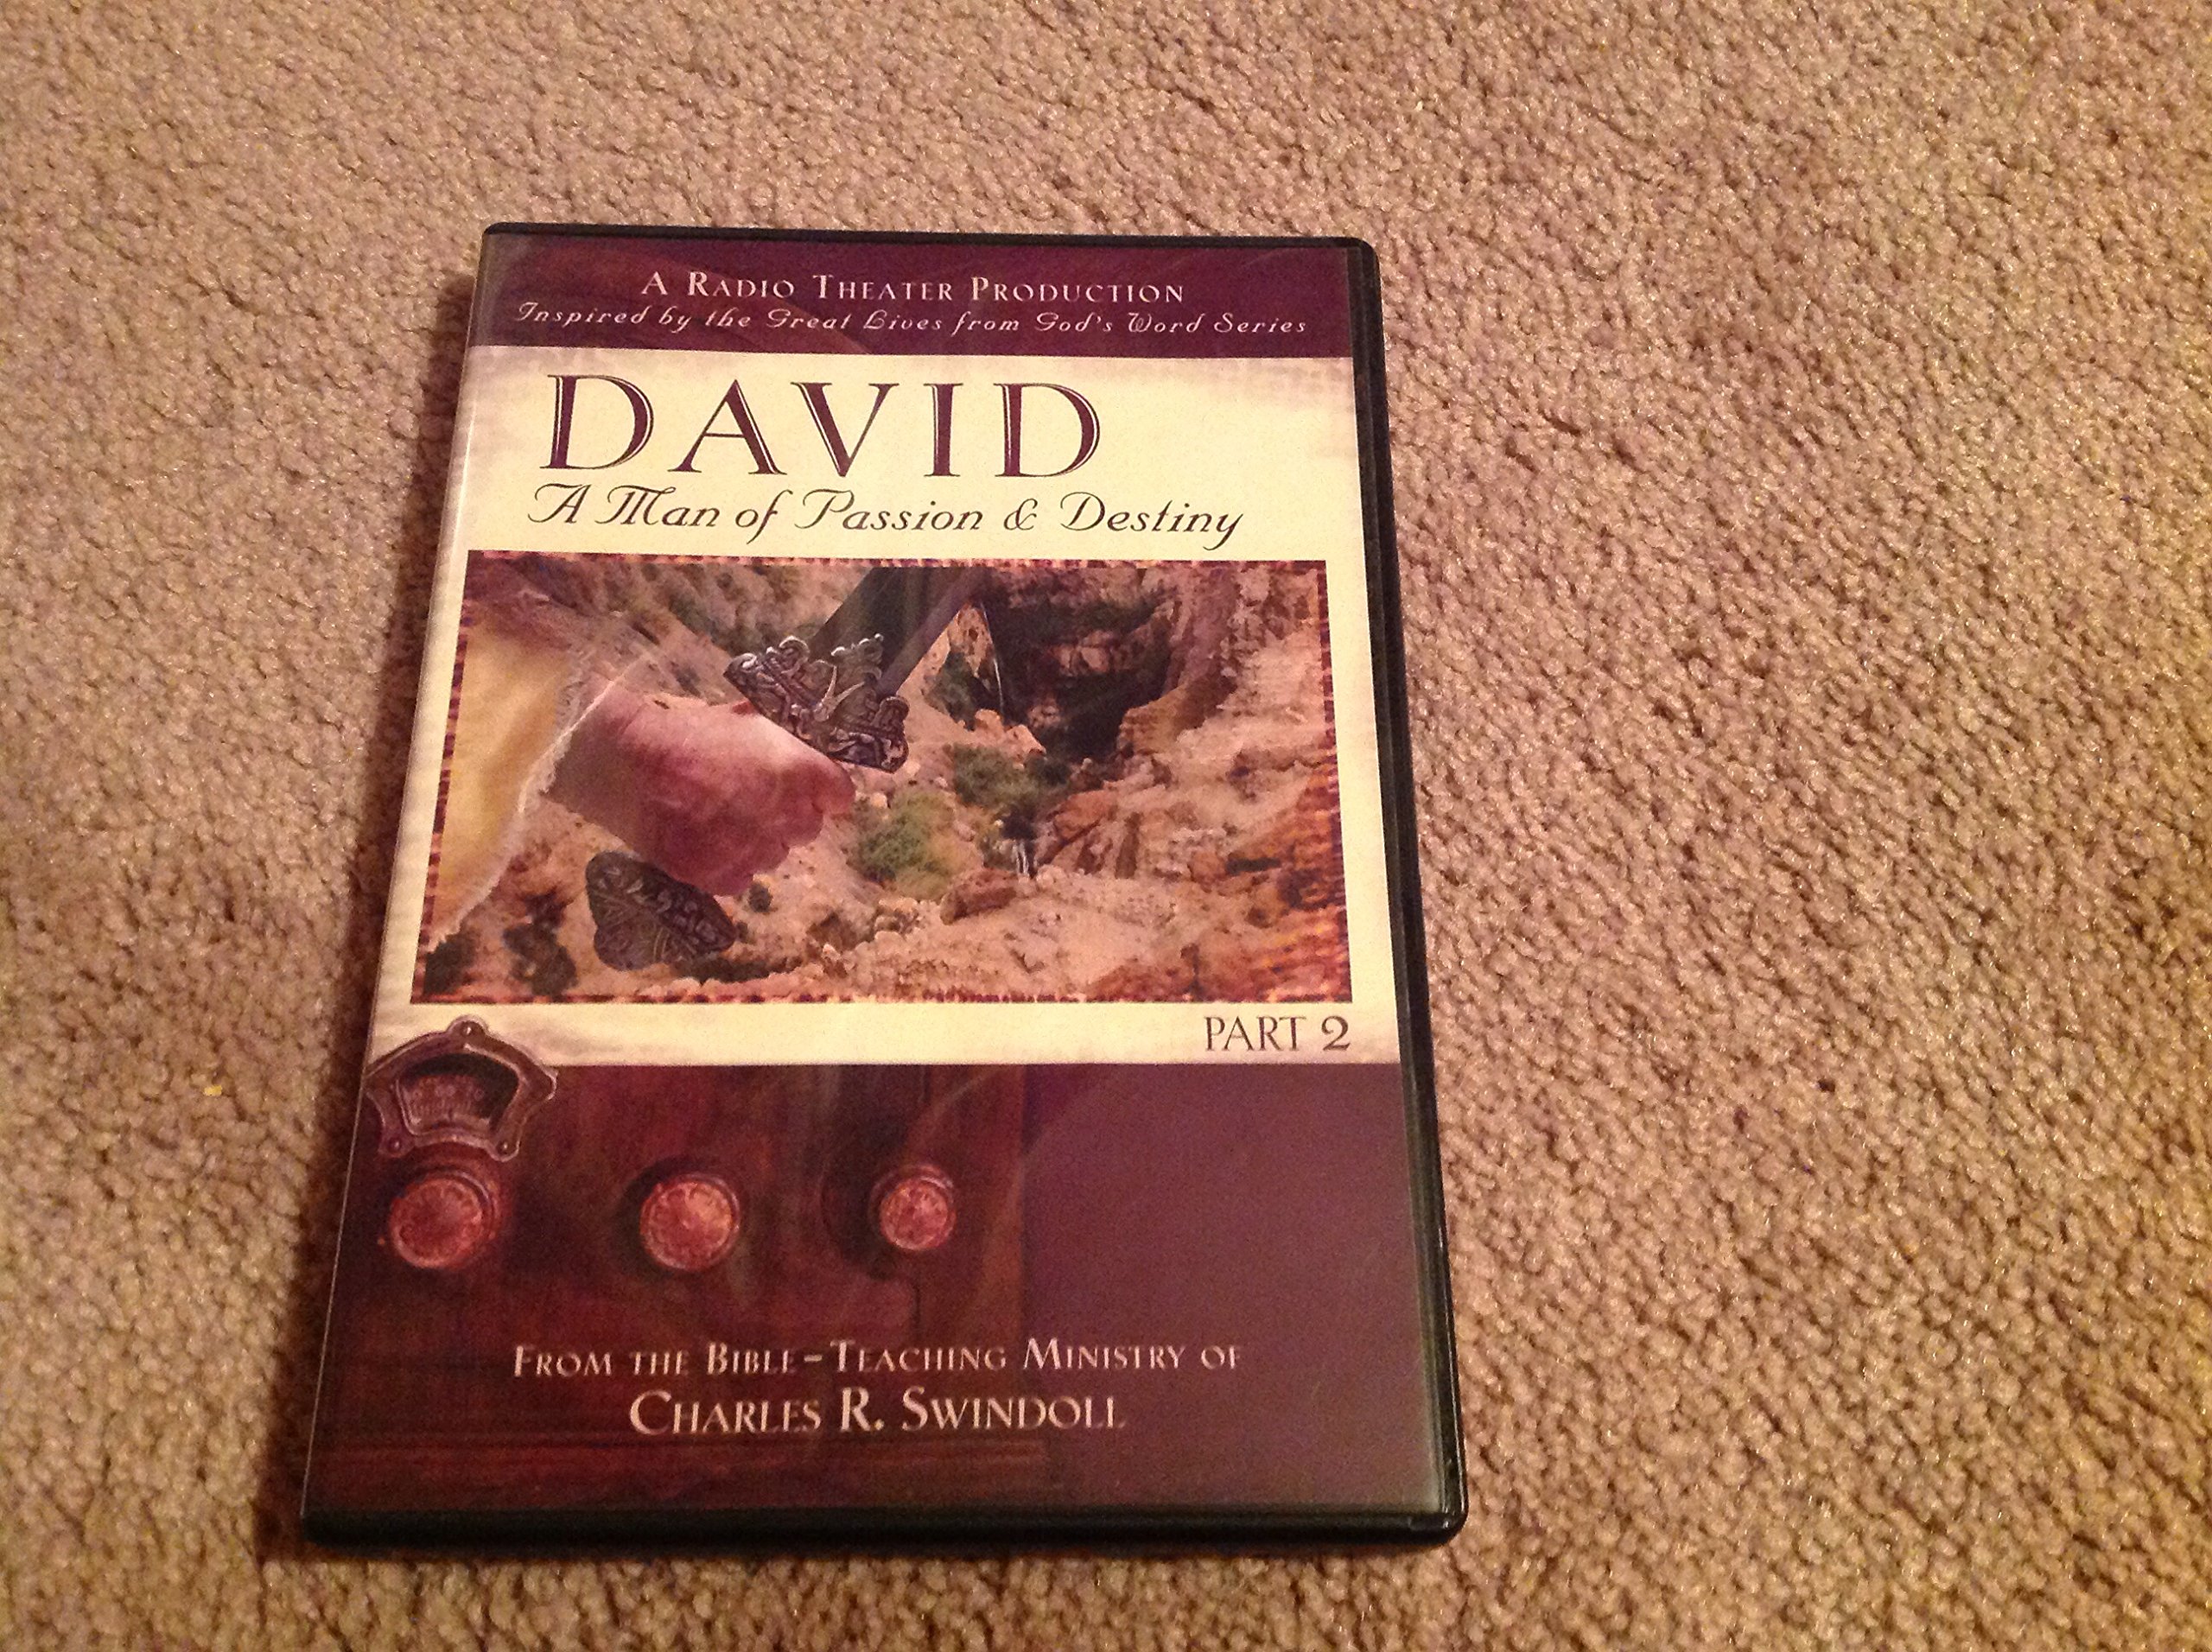 A RADIO THEATER PRODUCTION
Inspired by the Great Lives from God's Word Series
DAVID
A Man of Passion & Destiny
PART 2
FROM THE BIBLE-TEACHING MINISTRY OF
CHARLES R. SWINDOLL